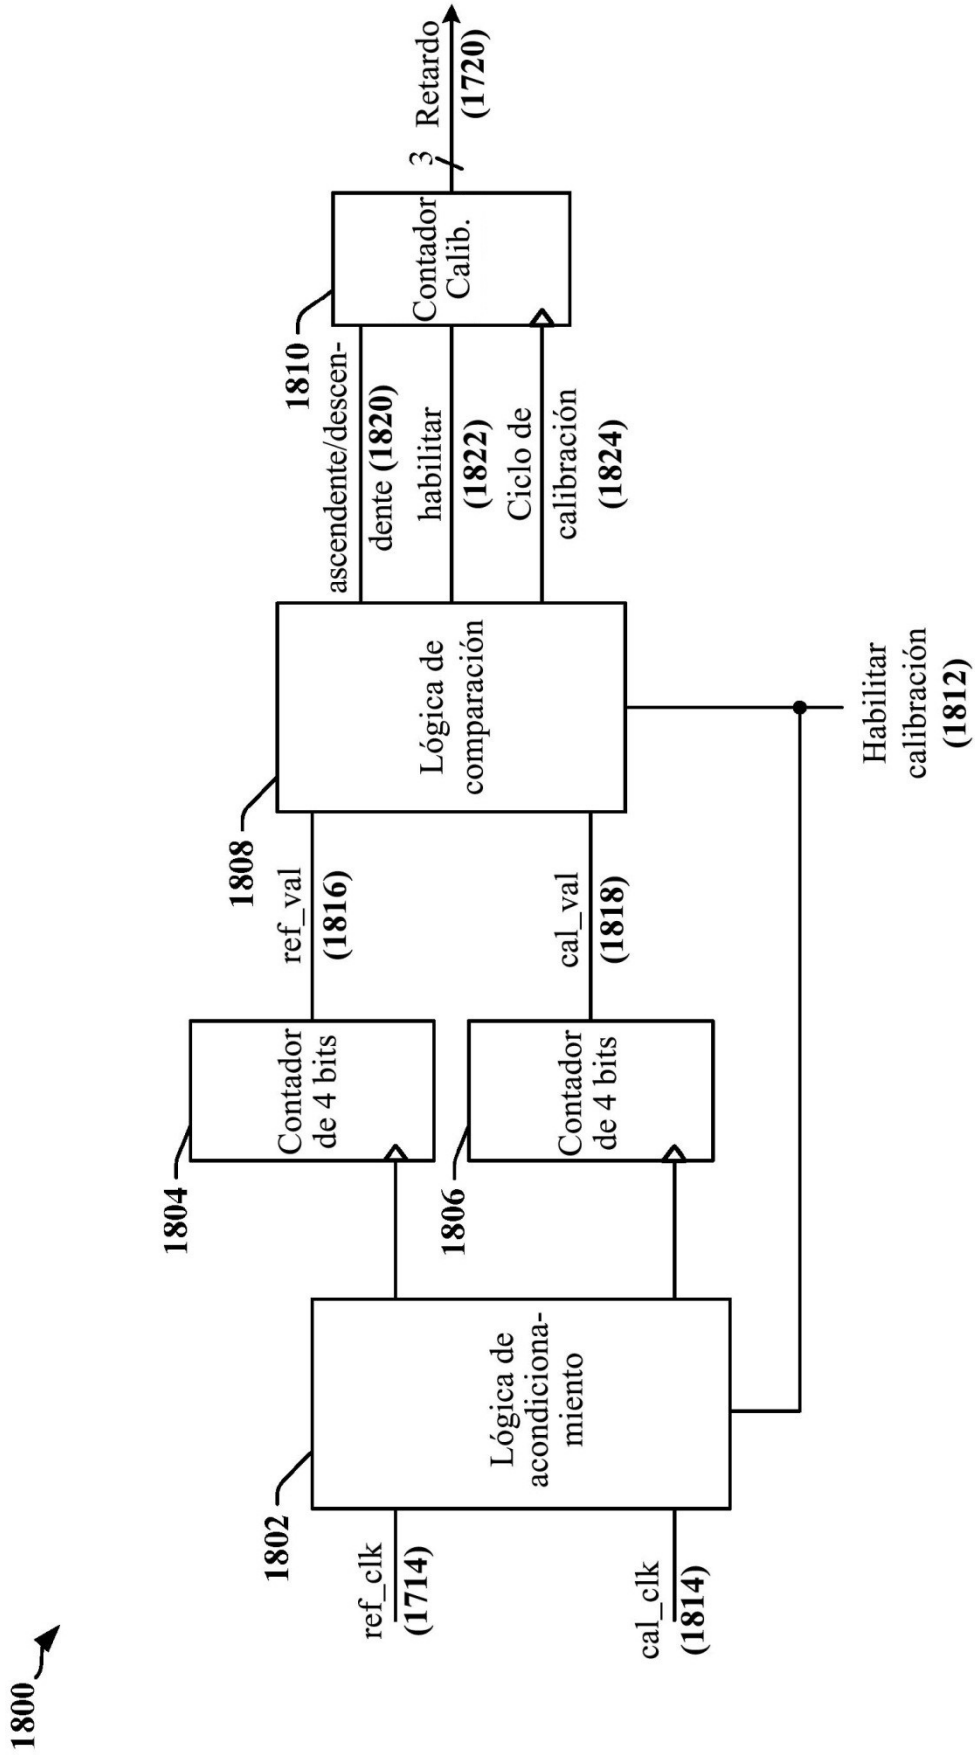 1800
ref_clk
(1714)
cal_clk
(1814)
1802
Lógica de
acondiciona-
miento
1804
Contador
de 4 bits
1806
Contador
de 4 bits
ref_val
(1816)
cal_val
(1818)
1808
Lógica de
comparación
Habilitar
calibración
(1812)
ascendente/descen-
dente (1820)
habilitar
(1822)
Ciclo de
calibración
(1824)
1810
Contador
Calib.
3
Retardo
(1720)